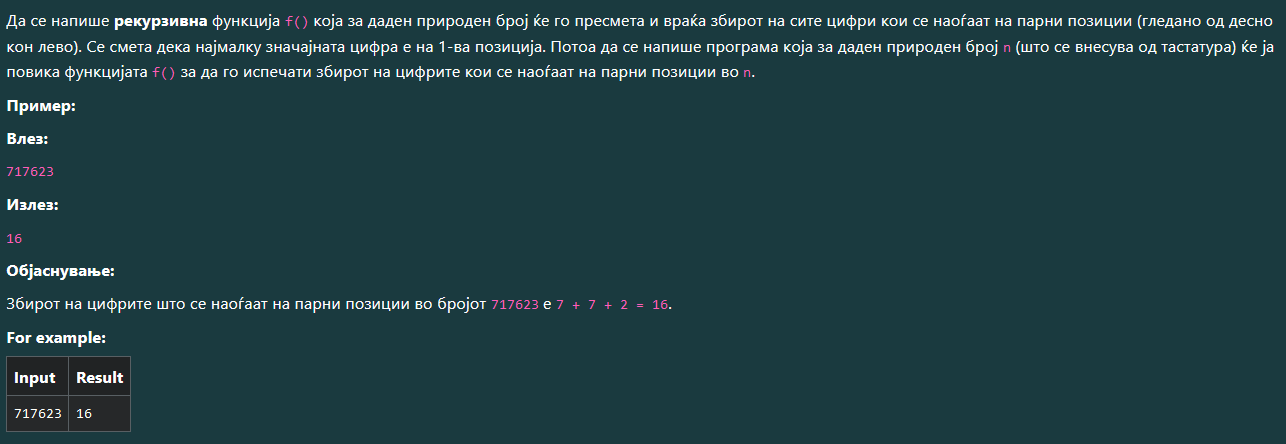 Да се напише рекурзивна функција f() која за даден природен број ќе го пресмета и враќа збирот на сите цифри кои се наоѓаат на парни позиции (гледано од десно
кон лево). Се смета дека најмалку значајната цифра е на 1-ва позиција. Потоа да се напише програма која за даден природен број n (што се внесува од тастатура) ќе ја
повика функцијата f() за да го испечати збирот на цифрите кои се наоѓаат на парни позиции во n.
Пример:
Влез:
717623
Излез:
16
Објаснување:
Збирот на цифрите што се наоѓаат на парни позиции во бројот 717623 е 7 + 7 + 2 = 16.
For example:
Input Result
717623 16